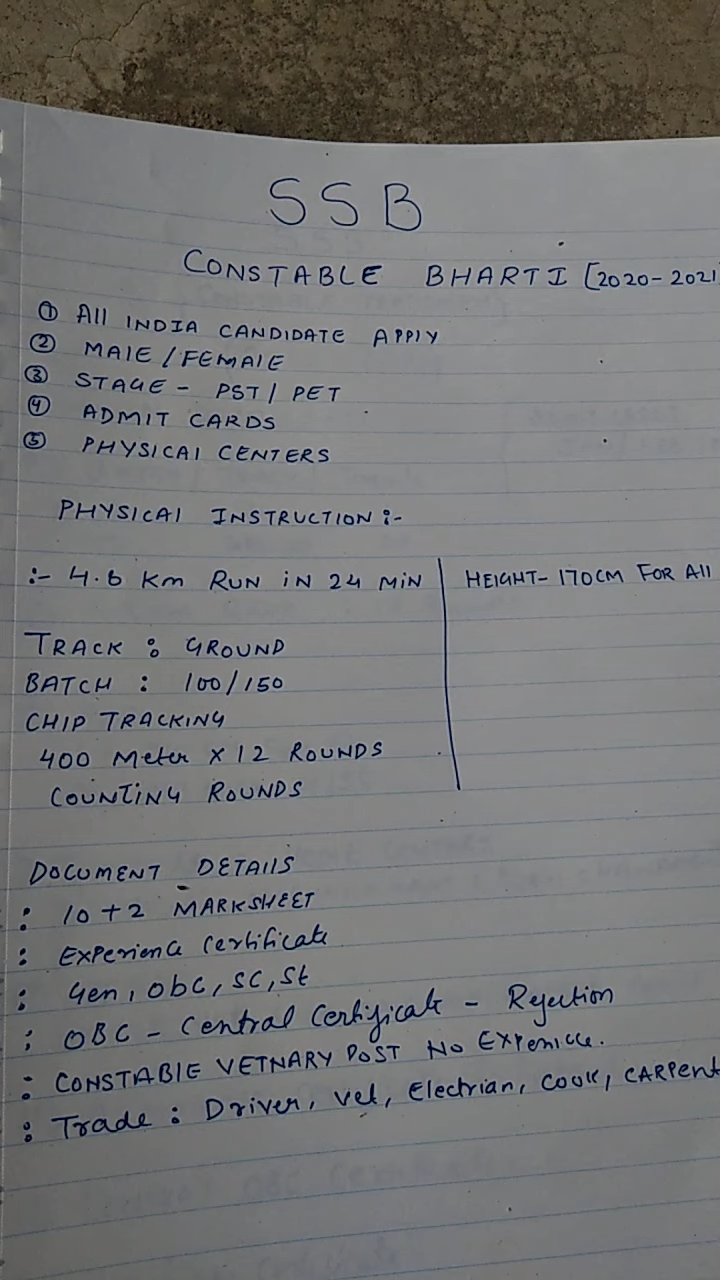 SSB
CONSTABLE BHARTI [2020-2021
① All INDIA CANDIDATE APPly
② MAlE / FEMAlE
③ STAGE - PST/ PET
④ ADMIT CARDS
⑤ PHYSICAl CENTERS
PHYSICAl INSTRUCTION :-
:- 4.8 Km RUN iN 24 MiN
HEIGHT- 170CM FOR All
TRACK : GROUND
BATCH : 100/150
CHIP TRACKING
400 Meter X 12 ROUNDS
COUNTiNG ROUNDS
DOCUMENT DETAIlS
: 10+2 MARKSHEET
: Experience Certificate
: Gen, Obc, SC, St
: OBC - Central Certificate - Rejection
: CONSTABlE VETNARY POST No Expenicce.
: Trade : Driver, Vet, Electrian, Cook, CARPent